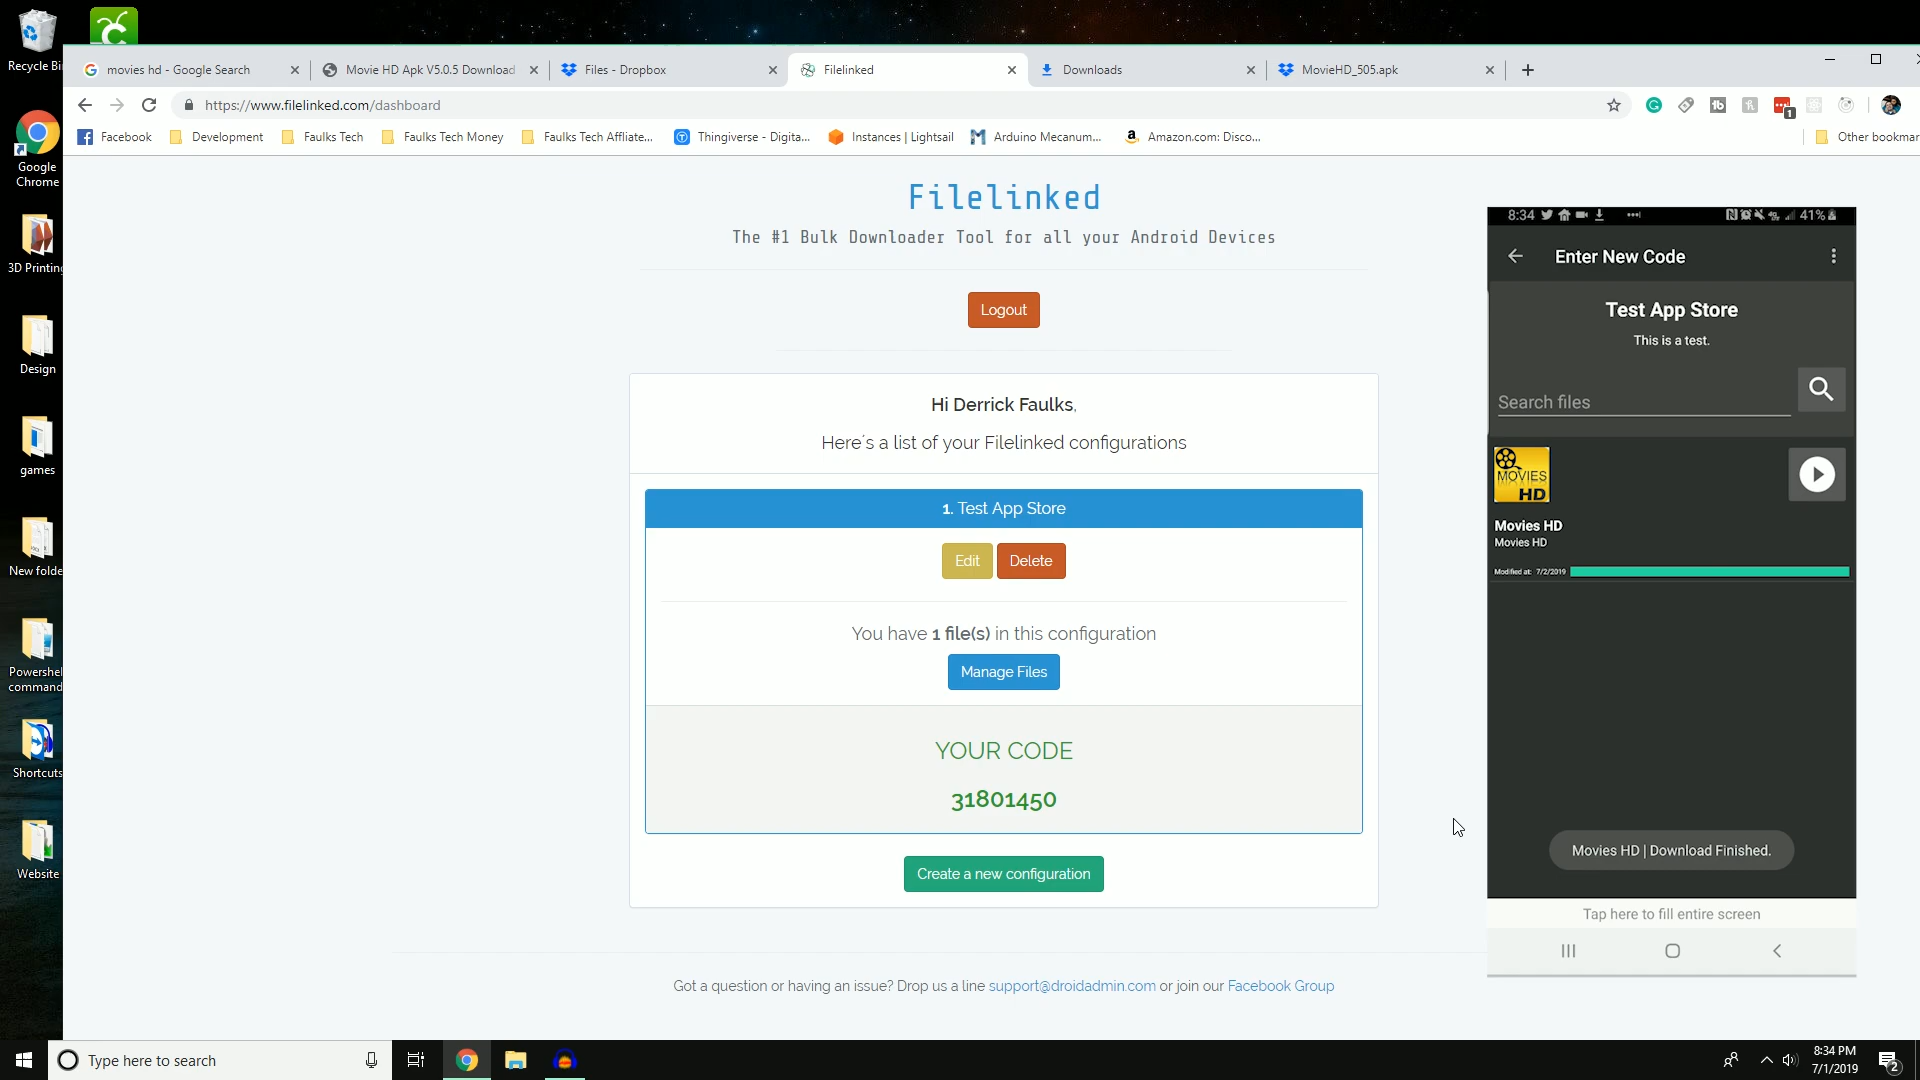 Recycle Bi
movies hd - Google Search
Movie HD Apk V5.0.5 Download
Files - Dropbox
Filelinked
Downloads
MovieHD_505.apk
https://www.filelinked.com/dashboard
Facebook
Development
Faulks Tech
Faulks Tech Money
Faulks Tech Affliate...
Thingiverse - Digita...
Instances | Lightsail
Arduino Mecanum...
Amazon.com: Disco...
Other bookmar
Google
Chrome
3D Printing
Design
games
New folde
Powershel
command
Shortcuts
Website
Filelinked
The #1 Bulk Downloader Tool for all your Android Devices
Logout
Hi Derrick Faulks,
Here´s a list of your Filelinked configurations
1. Test App Store
Edit
Delete
You have 1 file(s) in this configuration
Manage Files
YOUR CODE
31801450
Create a new configuration
Got a question or having an issue? Drop us a line support@droidadmin.com or join our Facebook Group
8:34
41%
Enter New Code
Test App Store
This is a test.
Search files
MOVIES
HD
Movies HD
Movies HD
Modified at: 7/2/2019
Movies HD | Download Finished.
Tap here to fill entire screen
Type here to search
8:34 PM
7/1/2019
2